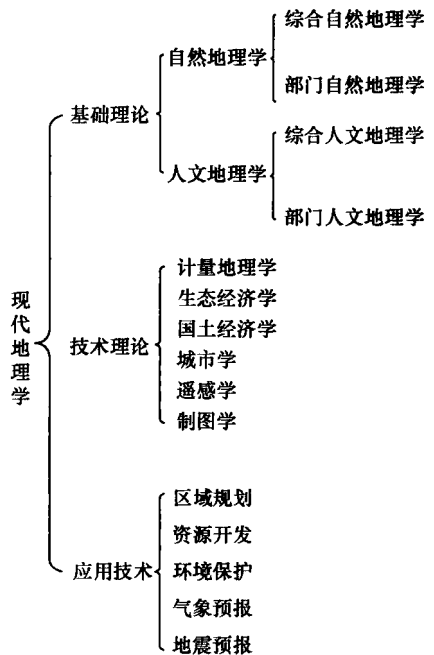 现代地理学
基础理论
自然地理学
综合自然地理学
部门自然地理学
人文地理学
综合人文地理学
部门人文地理学
技术理论
计量地理学
生态经济学
国土经济学
城市学
遥感学
制图学
应用技术
区域规划
资源开发
环境保护
气象预报
地震预报